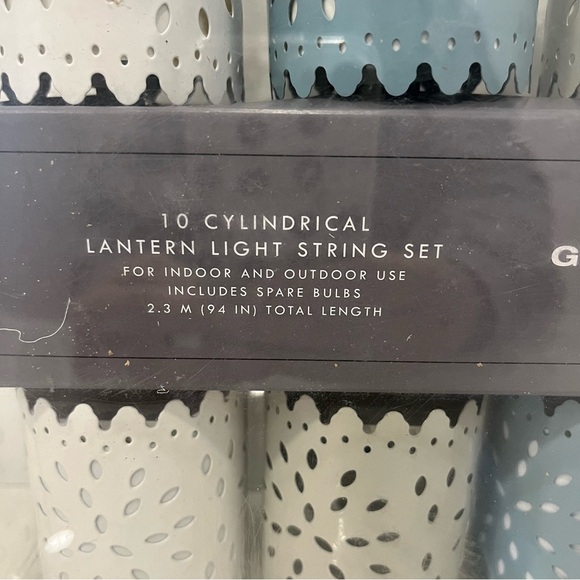 10 CYLINDRICAL
LANTERN LIGHT STRING SET
FOR INDOOR AND OUTDOOR USE
INCLUDES SPARE BULBS
2.3 M (94 IN) TOTAL LENGTH
G